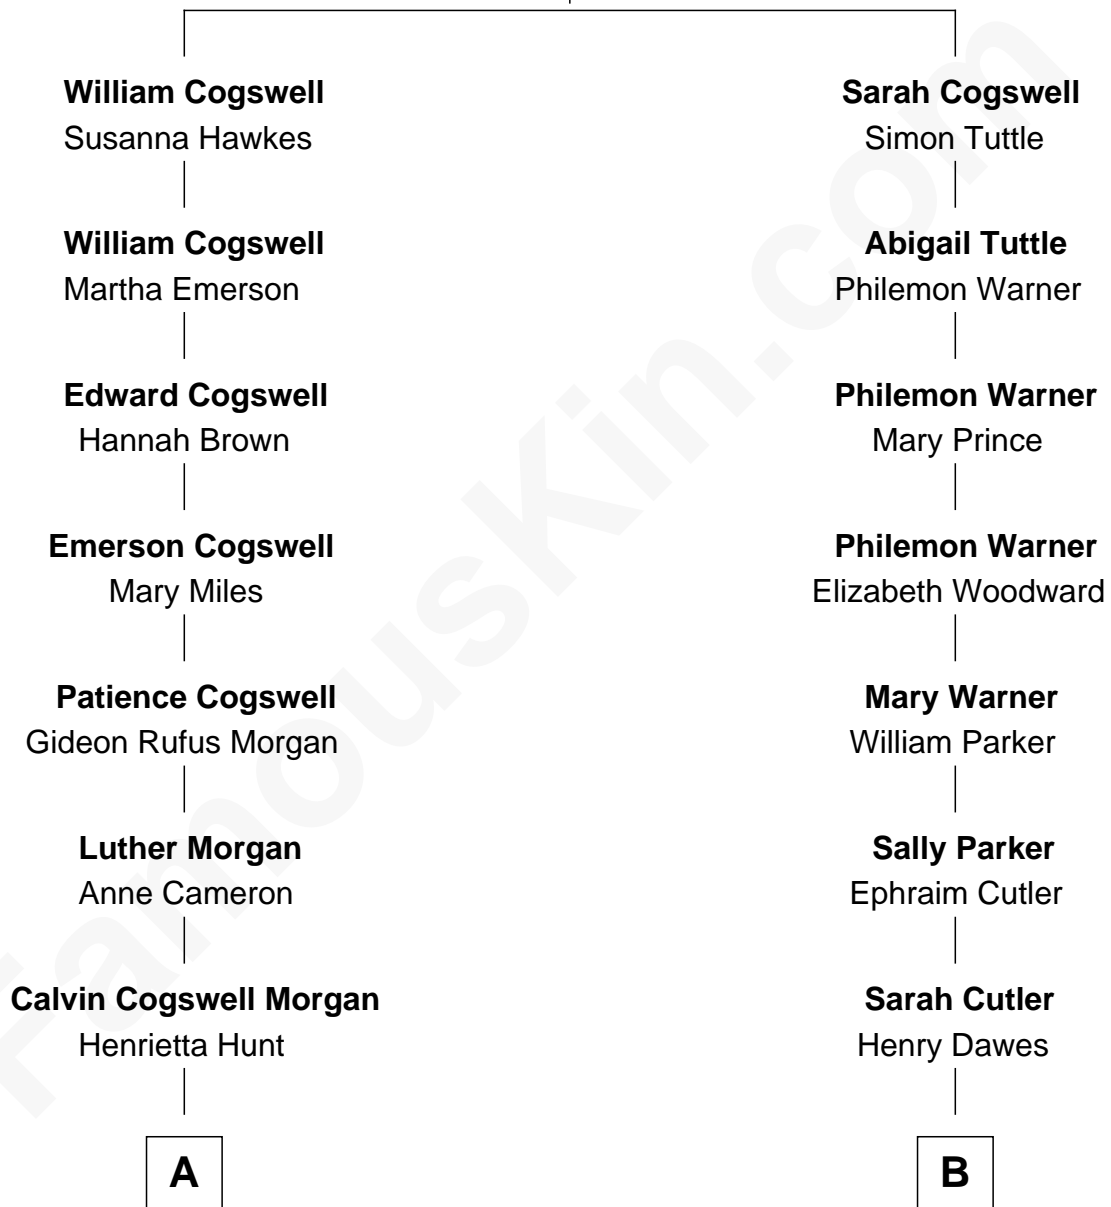 William Cogswell
Susanna Hawkes
William Cogswell
Martha Emerson
Edward Cogswell
Hannah Brown
Emerson Cogswell
Mary Miles
Patience Cogswell
Gideon Rufus Morgan
Luther Morgan
Anne Cameron
Calvin Cogswell Morgan
Henrietta Hunt
A
Sarah Cogswell
Simon Tuttle
Abigail Tuttle
Philemon Warner
Philemon Warner
Mary Prince
Philemon Warner
Elizabeth Woodward
Mary Warner
William Parker
Sally Parker
Ephraim Cutler
Sarah Cutler
Henry Dawes
B
FamousKin.com